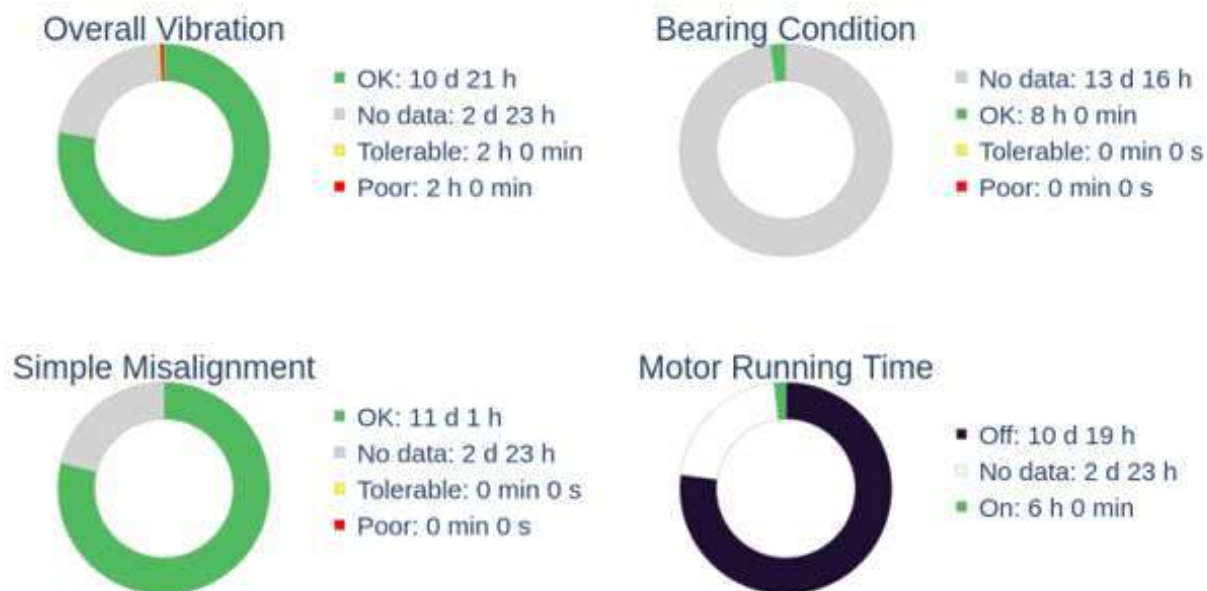 Overall Vibration
OK: 10 d 21 h
No data: 2 d 23 h
Tolerable: 2 h 0 min
Poor: 2 h 0 min
Bearing Condition
No data: 13 d 16 h
OK: 8 h 0 min
Tolerable: 0 min 0 s
Poor: 0 min 0 s
Simple Misalignment
OK: 11 d 1 h
No data: 2 d 23 h
Tolerable: 0 min 0 s
Poor: 0 min 0 s
Motor Running Time
Off: 10 d 19 h
No data: 2 d 23 h
On: 6 h 0 min